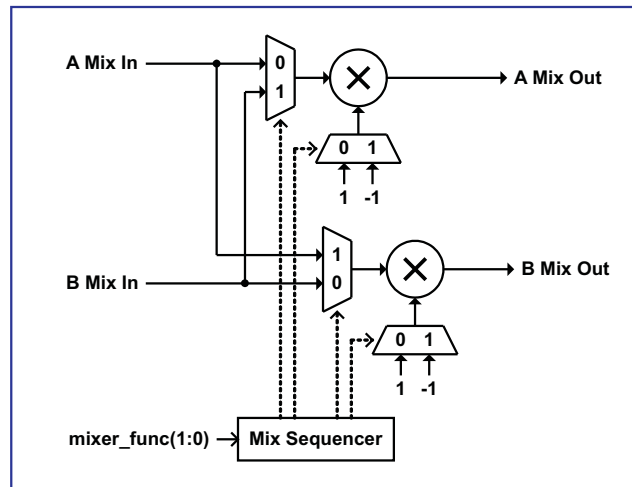 A Mix In
0
1
A Mix Out
0 1
1 -1
1
0
B Mix In
B Mix Out
0 1
1 -1
mixer_func(1:0)
Mix Sequencer